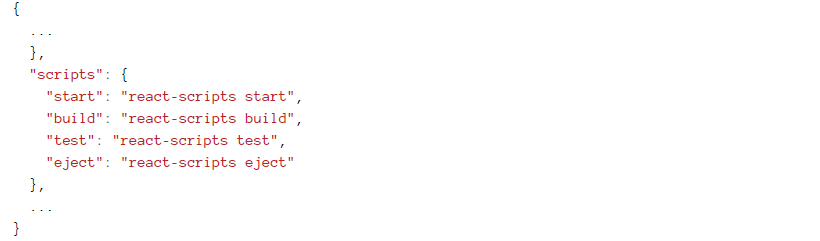 {
  ...
  },
  "scripts": {
    "start": "react-scripts start",
    "build": "react-scripts build",
    "test": "react-scripts test",
    "eject": "react-scripts eject"
  },
  ...
}